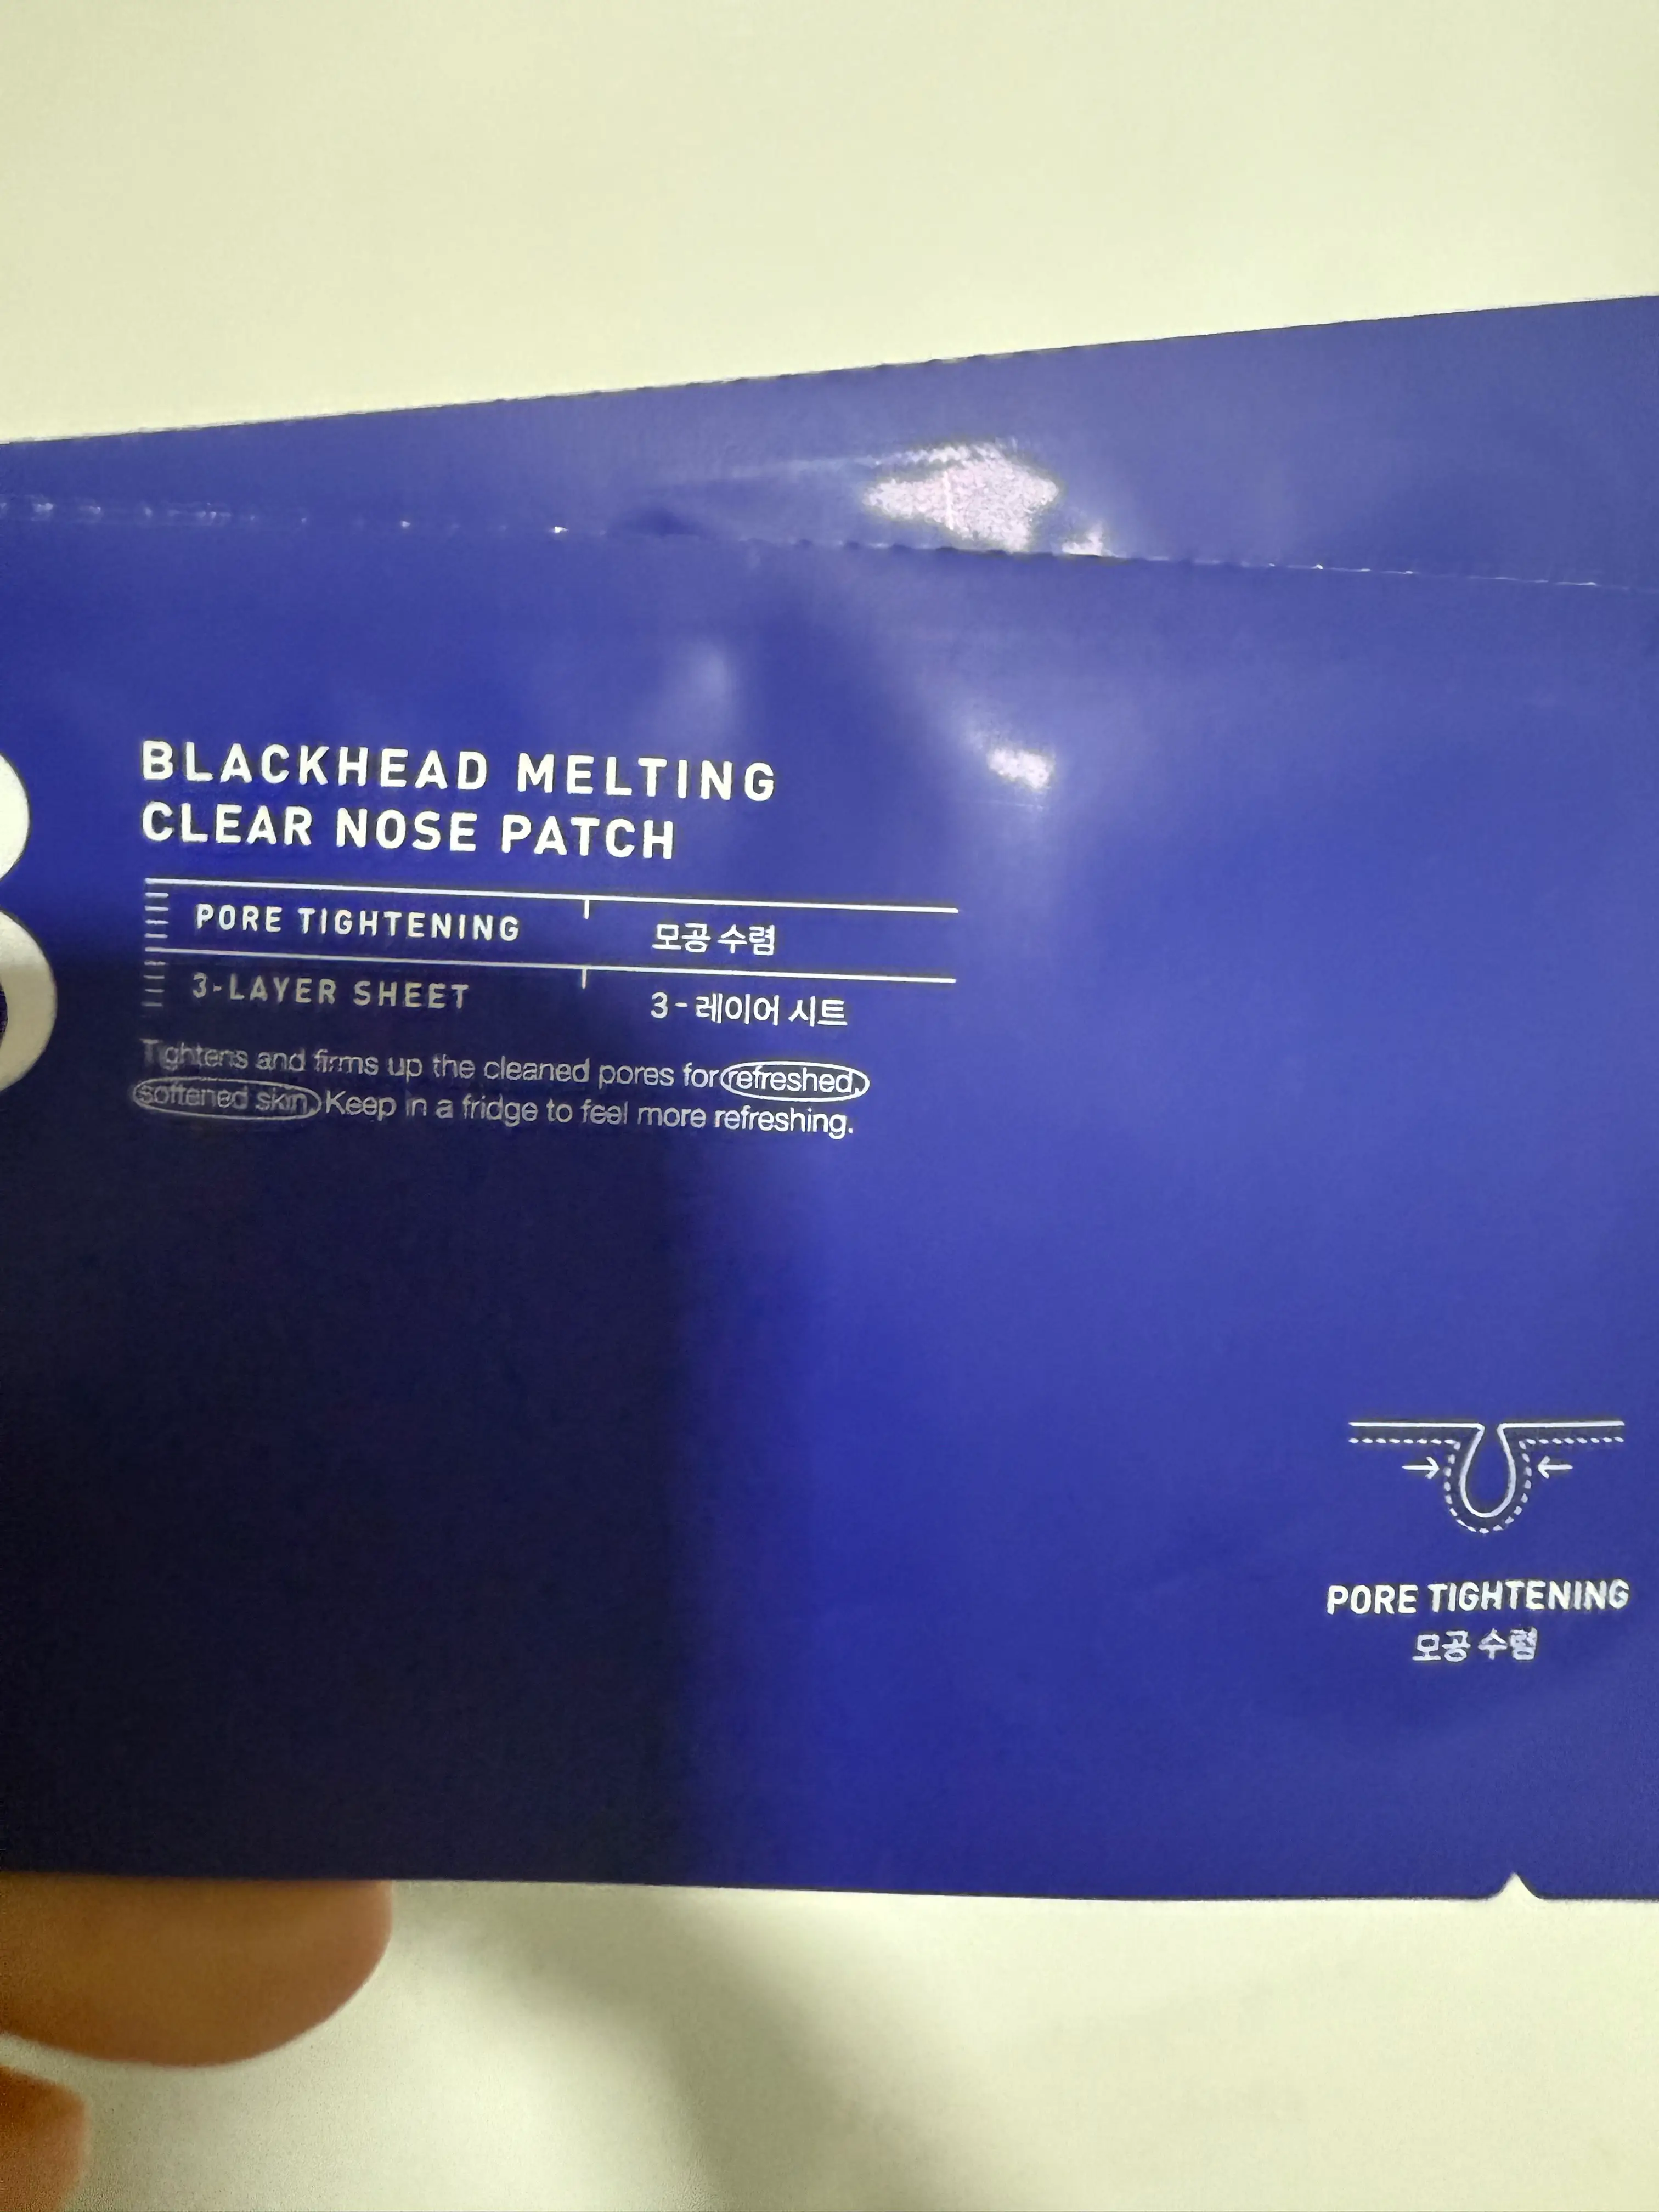 BLACKHEAD MELTING
CLEAR NOSE PATCH
PORE TIGHTENING 모공 수렴
3-LAYER SHEET 3-레이어 시트
Tightens and firms up the cleaned pores for refreshed,
softened skin. Keep in a fridge to feel more refreshing.
PORE TIGHTENING
모공 수렴